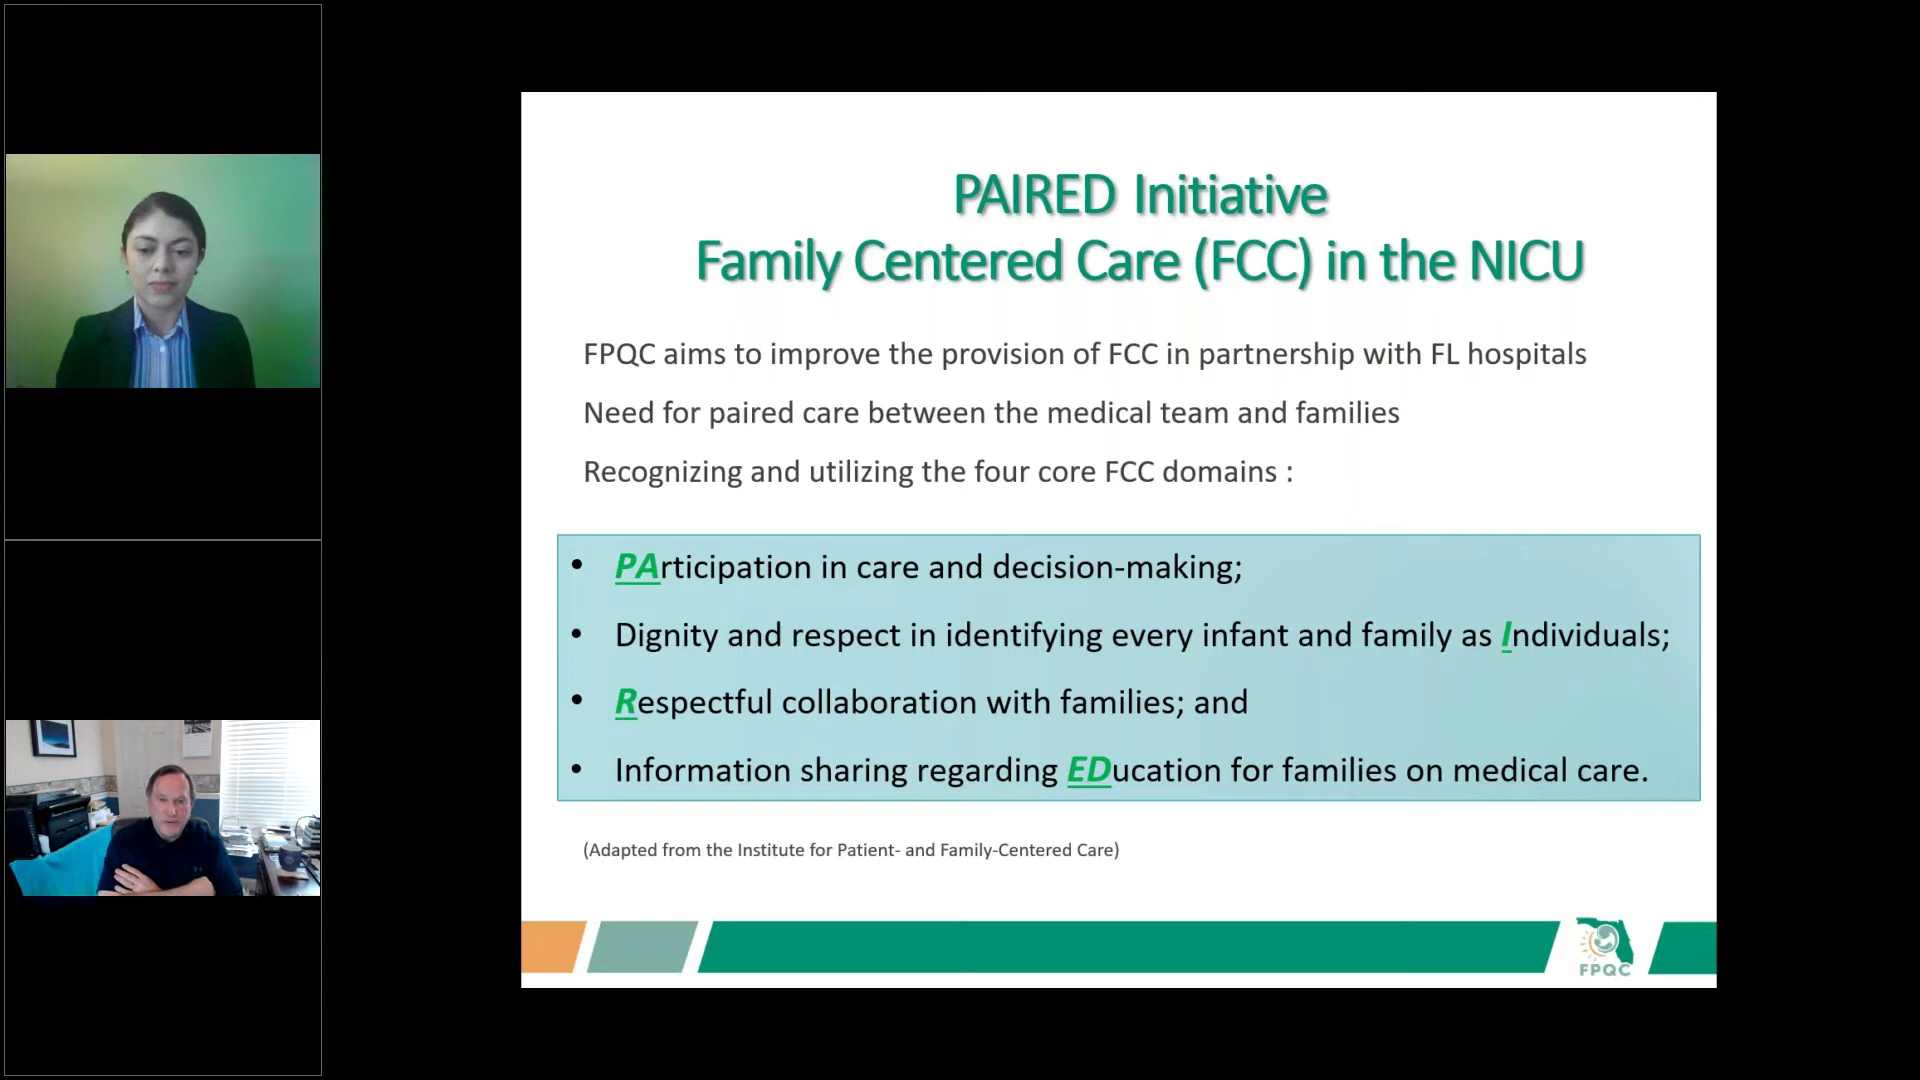 PAIRED Initiative
Family Centered Care (FCC) in the NICU
FPQC aims to improve the provision of FCC in partnership with FL hospitals
Need for paired care between the medical team and families
Recognizing and utilizing the four core FCC domains :
• PArticipation in care and decision-making;
• Dignity and respect in identifying every infant and family as Individuals;
• Respectful collaboration with families; and
• Information sharing regarding EDucation for families on medical care.
(Adapted from the Institute for Patient- and Family-Centered Care)
FPQC